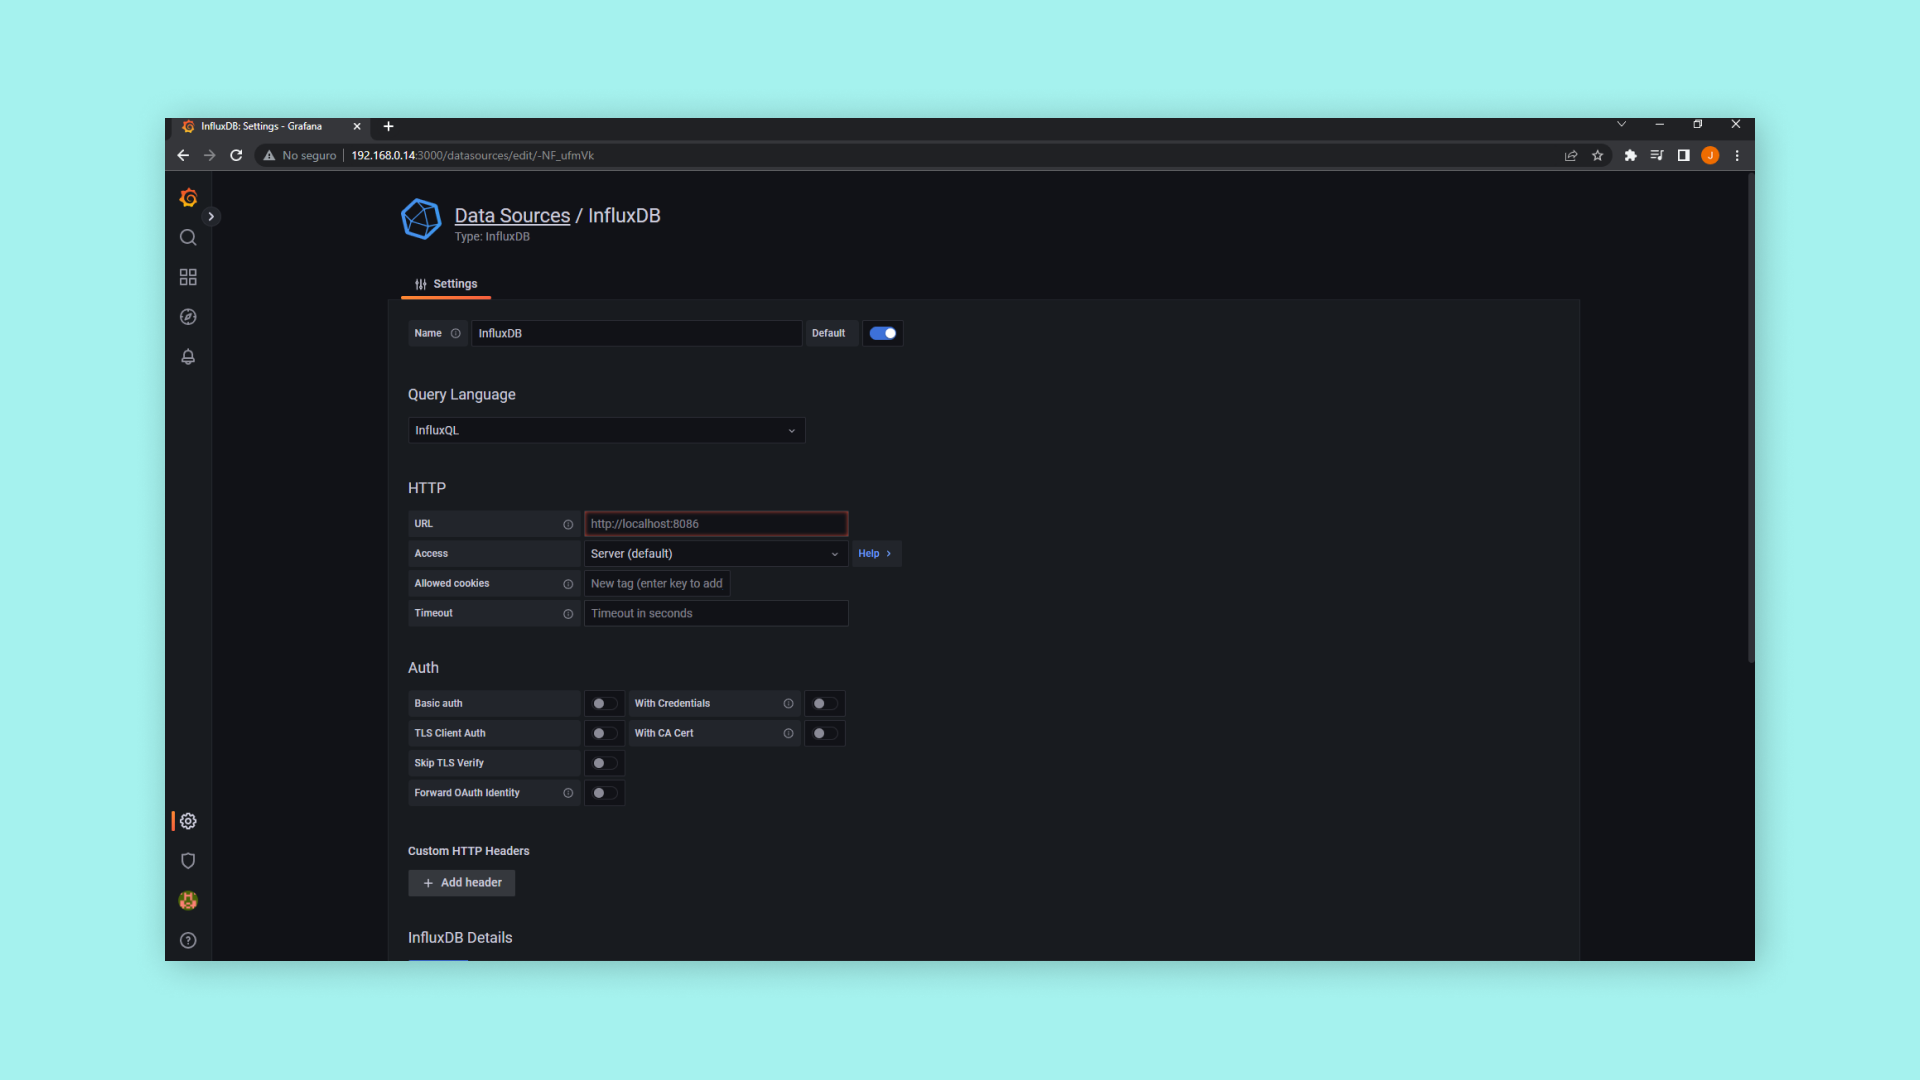 InfluxDB: Settings - Grafana
No seguro 192.168.0.14:3000/datasources/edit/-NF_ufmVk
J
Data Sources / InfluxDB
Type: InfluxDB
Settings
Name InfluxDB Default
Query Language
InfluxQL
HTTP
URL http://localhost:8086
Access Server (default) Help
Allowed cookies New tag (enter key to add
Timeout Timeout in seconds
Auth
Basic auth With Credentials
TLS Client Auth With CA Cert
Skip TLS Verify
Forward OAuth Identity
Custom HTTP Headers
+ Add header
InfluxDB Details